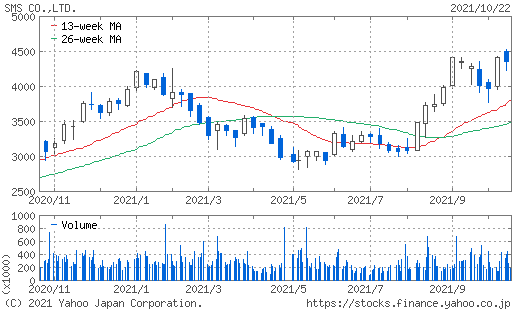 SMS CO.,LTD. 2021/10/22
13-week MA
26-week MA
5000
4500
4000
3500
3000
2500
2020/11 2021/1 2021/3 2021/5 2021/7 2021/9
Volume
1000
800
600
400
200
0
(x1000)
2020/11 2021/1 2021/3 2021/5 2021/7 2021/9
(C) 2021 Yahoo Japan Corporation. https://stocks.finance.yahoo.co.jp/